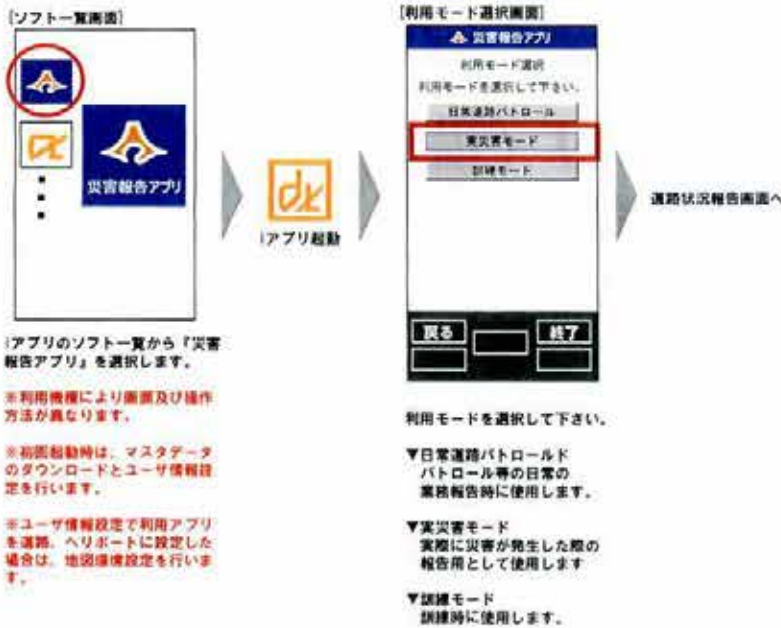 [ソフト一覧画面]
災害報告アプリ
iアプリ起動
iアプリのソフト一覧から『災害
報告アプリ』を選択します。
※利用機種により画面及び操作
方法が異なります。
※初回起動時は、マスタデータ
のダウンロードとユーザ情報設
定を行います。
※ユーザ情報設定で利用アプリ
を道路、ヘリポートに設定した
場合は、地図環境設定を行いま
す。
[利用モード選択画面]
災害報告アプリ
利用モード選択
利用モードを選択して下さい。
日常道路パトロール
実災害モード
訓練モード
戻る
終了
道路状況報告画面へ
利用モードを選択して下さい。
▼日常道路パトロールド
パトロール等の日常の
業務報告時に使用します。
▼実災害モード
実際に災害が発生した際の
報告用として使用します
▼訓練モード
訓練時に使用します。